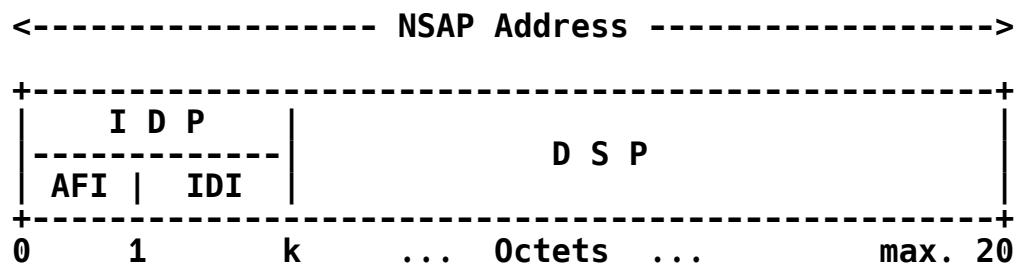 <------------------ NSAP Address ------------------>
+--------------------------------------------------+
|    I D P    |                                    |
|-------------|             D S P                  |
| AFI |  IDI  |                                    |
+--------------------------------------------------+
0     1       k     ...  Octets  ...        max. 20